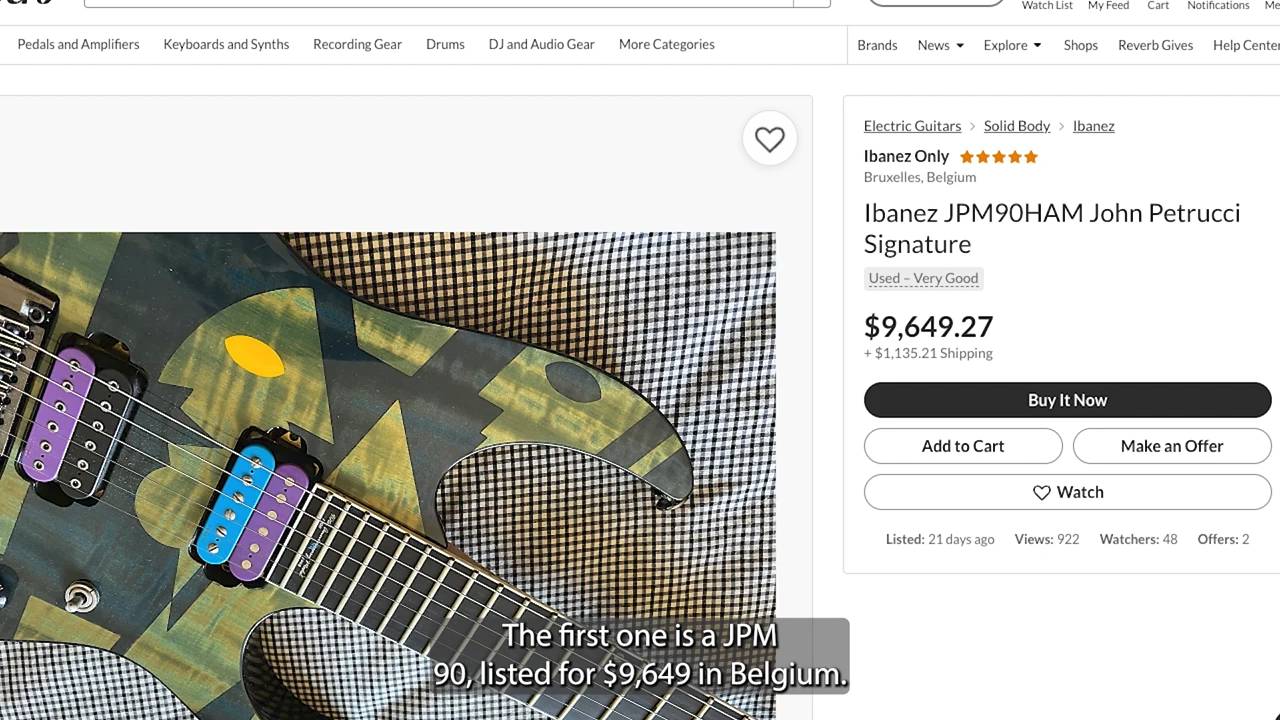 Watch List My Feed Cart Notifications
Pedals and Amplifiers Keyboards and Synths Recording Gear Drums DJ and Audio Gear More Categories Brands News Explore Shops Reverb Gives Help Center
Electric Guitars > Solid Body > Ibanez
Ibanez Only
Bruxelles, Belgium
Ibanez JPM90HAM John Petrucci
Signature
Used – Very Good
$9,649.27
+ $1,135.21 Shipping
Buy It Now
Add to Cart Make an Offer
Watch
Listed: 21 days ago Views: 922 Watchers: 48 Offers: 2
The first one is a JPM
90, listed for $9,649 in Belgium.